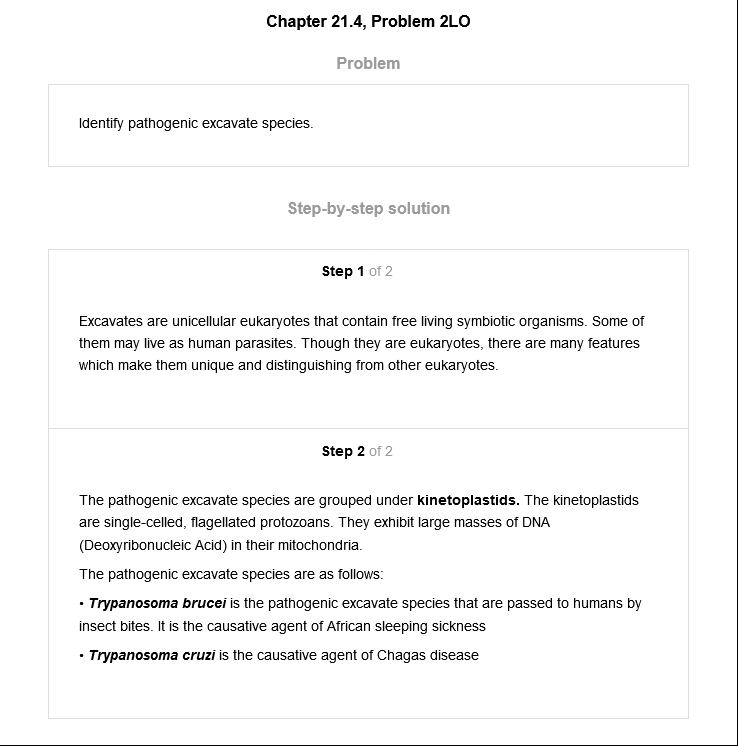 Chapter 21.4, Problem 2LO
Problem
Identify pathogenic excavate species.
Step-by-step solution
Step 1 of 2
Excavates are unicellular eukaryotes that contain free living symbiotic organisms. Some of
them may live as human parasites. Though they are eukaryotes, there are many features
which make them unique and distinguishing from other eukaryotes.
Step 2 of 2
The pathogenic excavate species are grouped under kinetoplastids. The kinetoplastids
are single-celled, flagellated protozoans. They exhibit large masses of DNA
(Deoxyribonucleic Acid) in their mitochondria.
The pathogenic excavate species are as follows:
• Trypanosoma brucei is the pathogenic excavate species that are passed to humans by
insect bites. It is the causative agent of African sleeping sickness
• Trypanosoma cruzi is the causative agent of Chagas disease